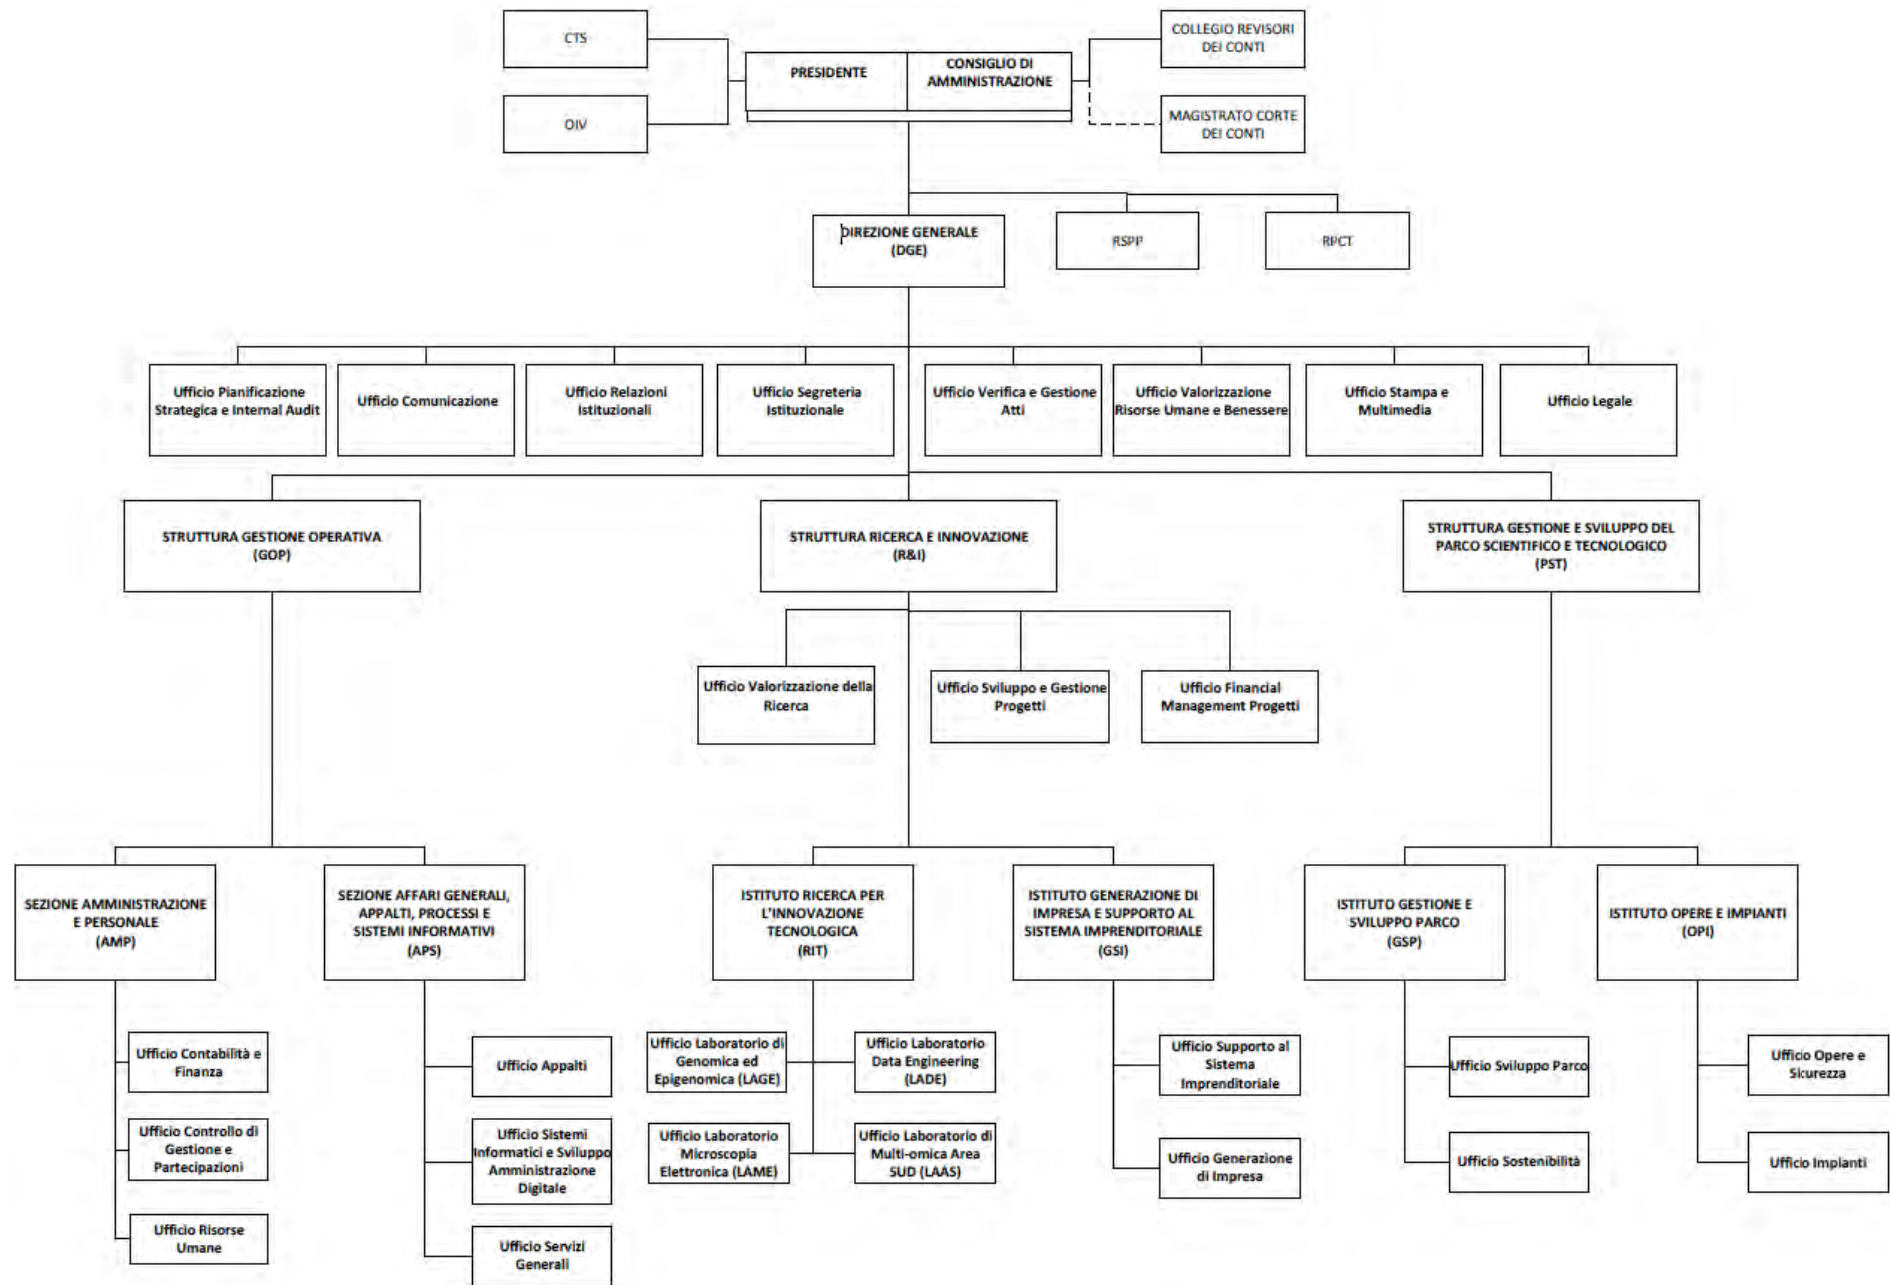 CTS
COLLEGIO REVISORI
DEI CONTI
PRESIDENTE
CONSIGLIO DI
AMMINISTRAZIONE
OIV
MAGISTRATO CORTE
DEI CONTI
DIREZIONE GENERALE
(DGE)
RSPP
RPCT
Ufficio Pianificazione
Strategica e Internal Audit
Ufficio Comunicazione
Ufficio Relazioni
Istituzionali
Ufficio Segreteria
Istituzionale
Ufficio Verifica e Gestione
Atti
Ufficio Valorizzazione
Risorse Umane e Benessere
Ufficio Stampa e
Multimedia
Ufficio Legale
STRUTTURA GESTIONE OPERATIVA
(GOP)
STRUTTURA RICERCA E INNOVAZIONE
(R&I)
STRUTTURA GESTIONE E SVILUPPO DEL
PARCO SCIENTIFICO E TECNOLOGICO
(PST)
Ufficio Valorizzazione della
Ricerca
Ufficio Sviluppo e Gestione
Progetti
Ufficio Financial
Management Progetti
SEZIONE AMMINISTRAZIONE
E PERSONALE
(AMP)
SEZIONE AFFARI GENERALI,
APPALTI, PROCESSI E
SISTEMI INFORMATIVI
(APS)
ISTITUTO RICERCA PER
L'INNOVAZIONE
TECNOLOGICA
(RIT)
ISTITUTO GENERAZIONE DI
IMPRESA E SUPPORTO AL
SISTEMA IMPRENDITORIALE
(GSI)
ISTITUTO GESTIONE E
SVILUPPO PARCO
(GSP)
ISTITUTO OPERE E IMPIANTI
(OPI)
Ufficio Contabilità e
Finanza
Ufficio Controllo di
Gestione e
Partecipazioni
Ufficio Risorse
Umane
Ufficio Appalti
Ufficio Sistemi
Informatici e Sviluppo
Amministrazione
Digitale
Ufficio Servizi
Generali
Ufficio Laboratorio di
Genomica ed
Epigenomica (LAGE)
Ufficio Laboratorio
Data Engineering
(LADE)
Ufficio Laboratorio
Microscopia
Elettronica (LAME)
Ufficio Laboratorio di
Multi-omica Area
SUD (LAAS)
Ufficio Supporto al
Sistema
Imprenditoriale
Ufficio Generazione
di Impresa
Ufficio Sviluppo Parco
Ufficio Sostenibilità
Ufficio Opere e
Sicurezza
Ufficio Impianti